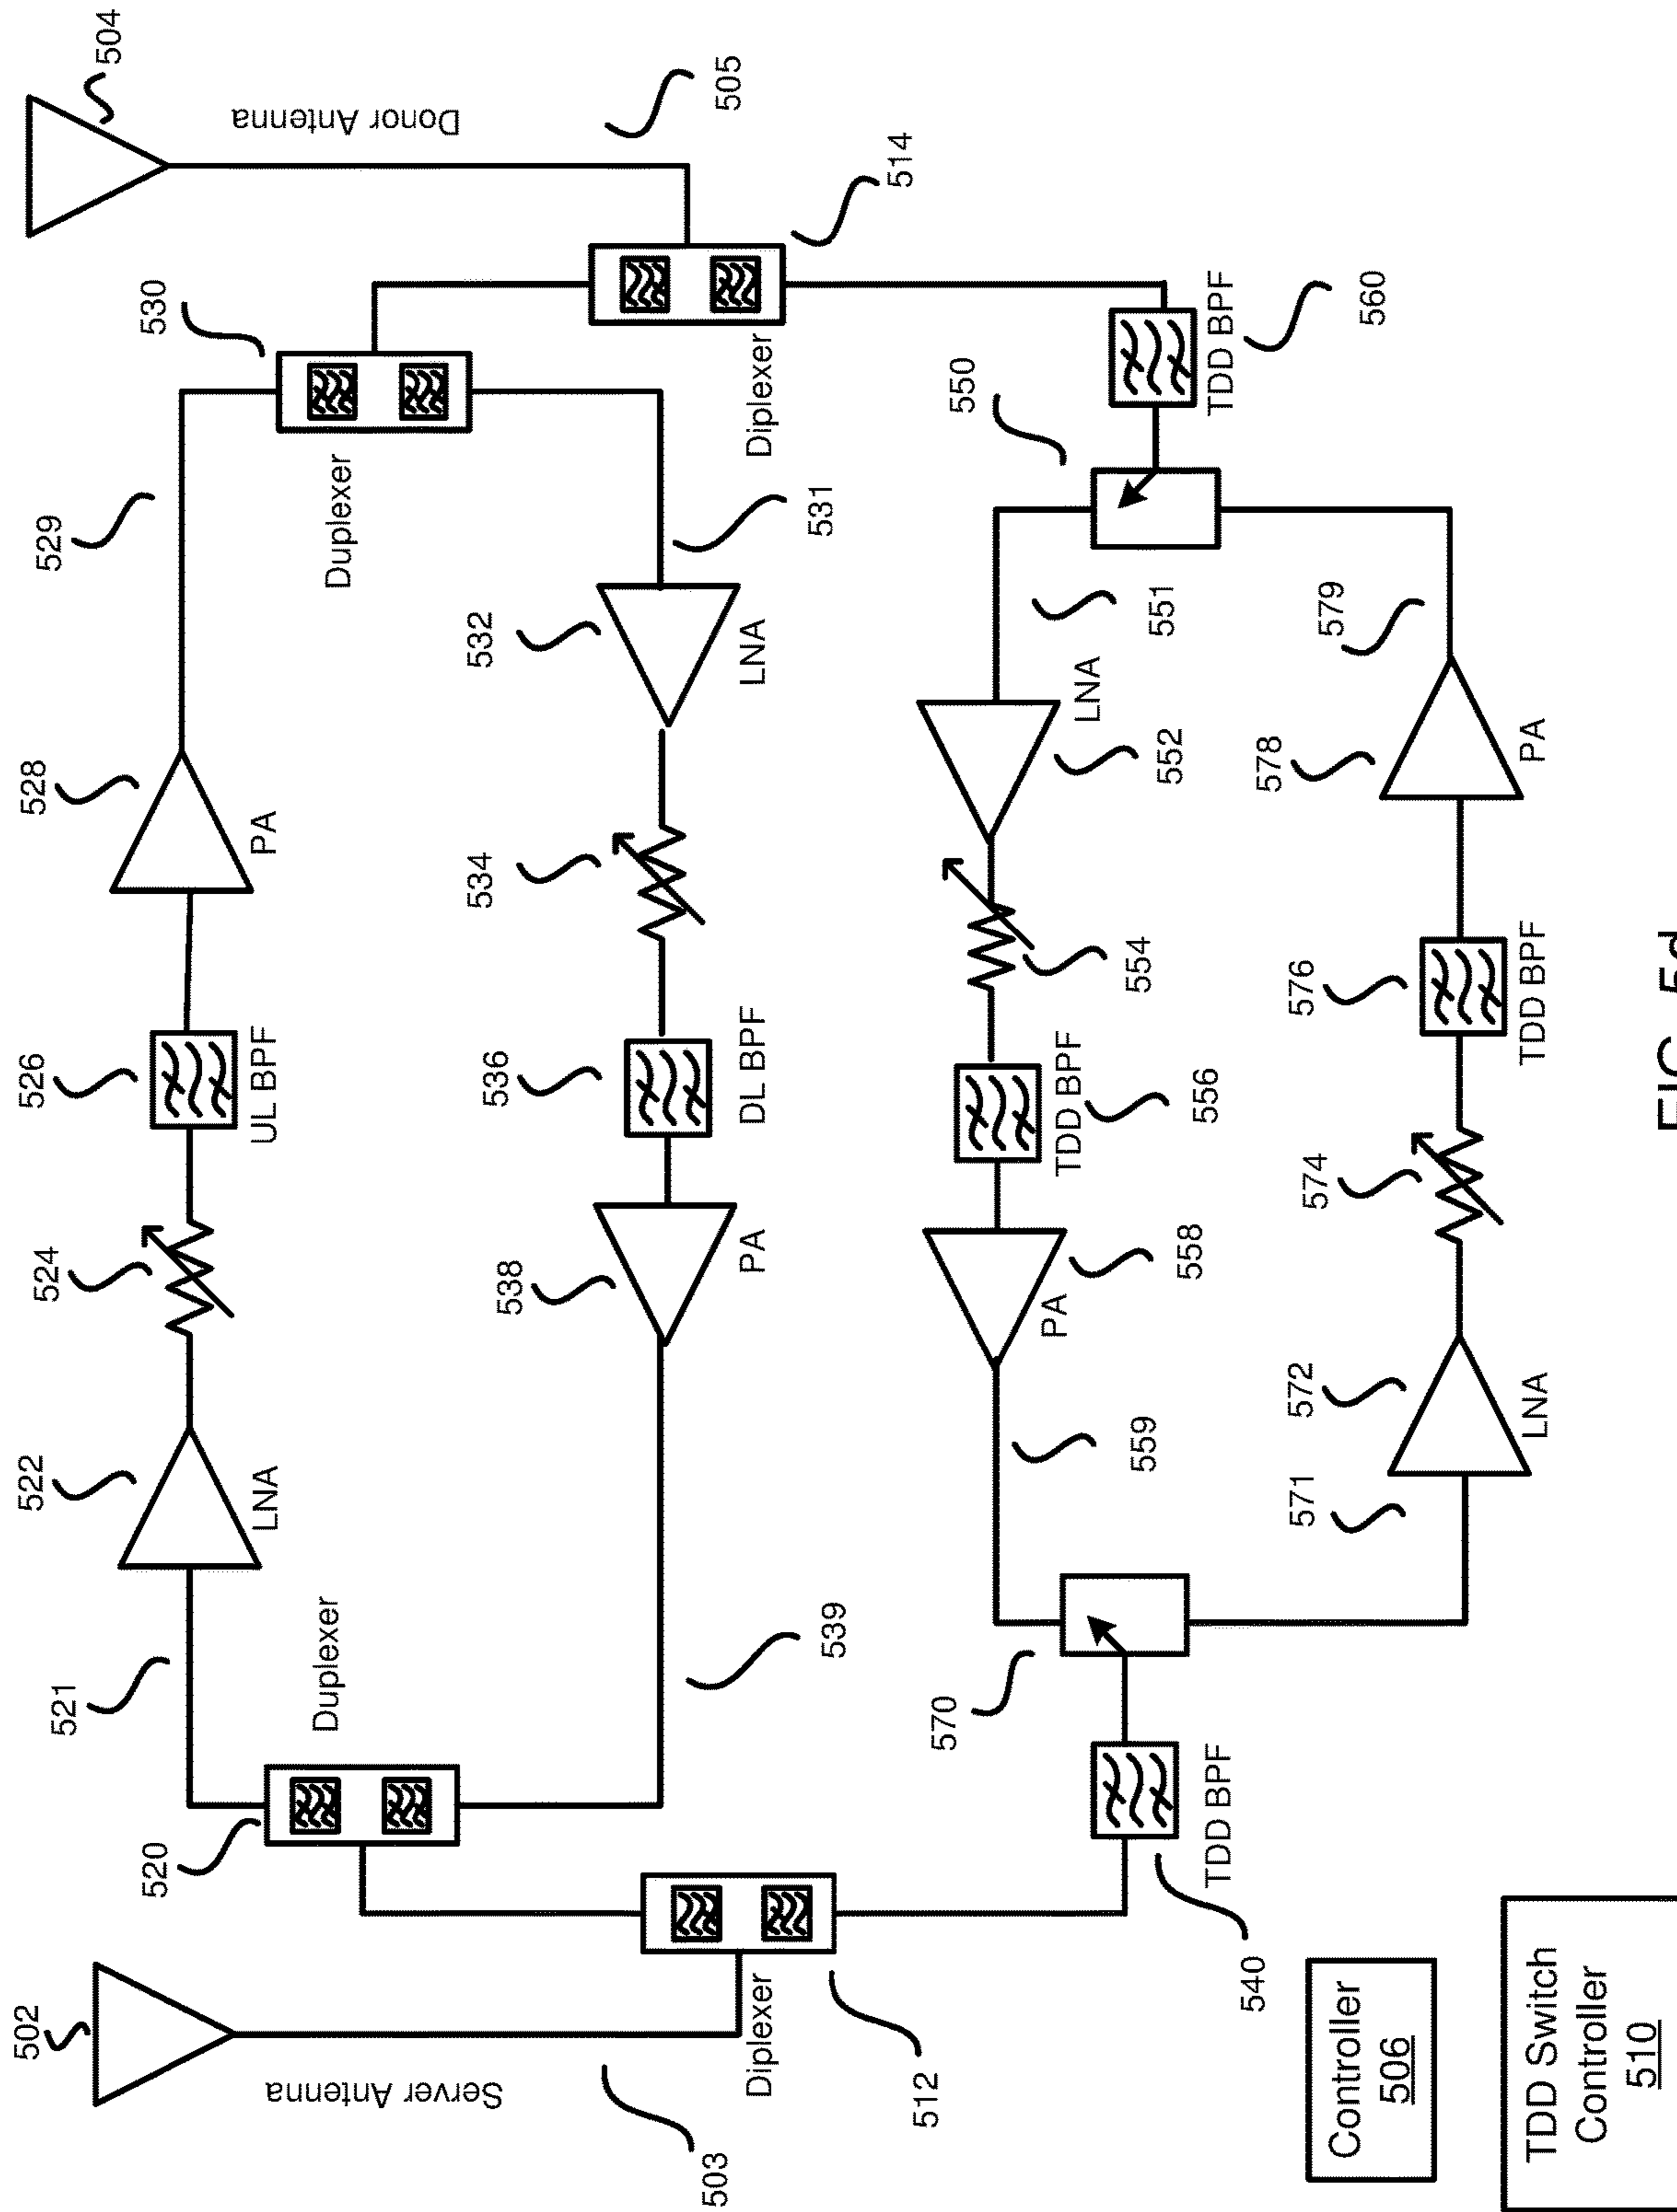 502
Server Antenna
503
Diplexer
512
520
Duplexer
521
522
LNA
524
526
UL BPF
528
PA
529
530
Duplexer
504
Donor Antenna
505
514
Diplexer
531
532
LNA
534
536
DL BPF
538
PA
539
540
TDD BPF
570
559
558
PA
556
TDD BPF
554
552
LNA
551
550
560
TDD BPF
571
572
LNA
574
576
TDD BPF
578
PA
579
Controller
506
TDD Switch
Controller
510
FIG. 5d